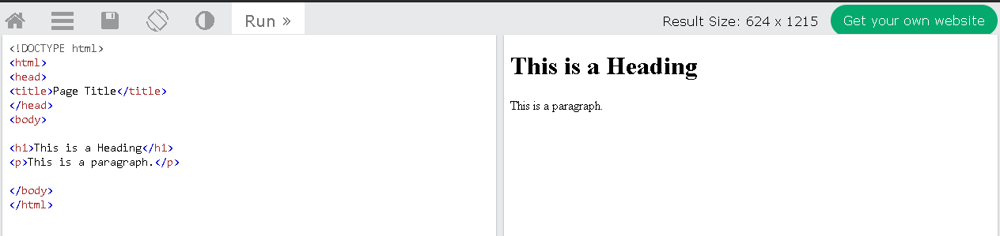 Run »
Result Size: 624 x 1215
Get your own website
<!DOCTYPE html>
<html>
<head>
<title>Page Title</title>
</head>
<body>
<h1>This is a Heading</h1>
<p>This is a paragraph.</p>
</body>
</html>
This is a Heading
This is a paragraph.